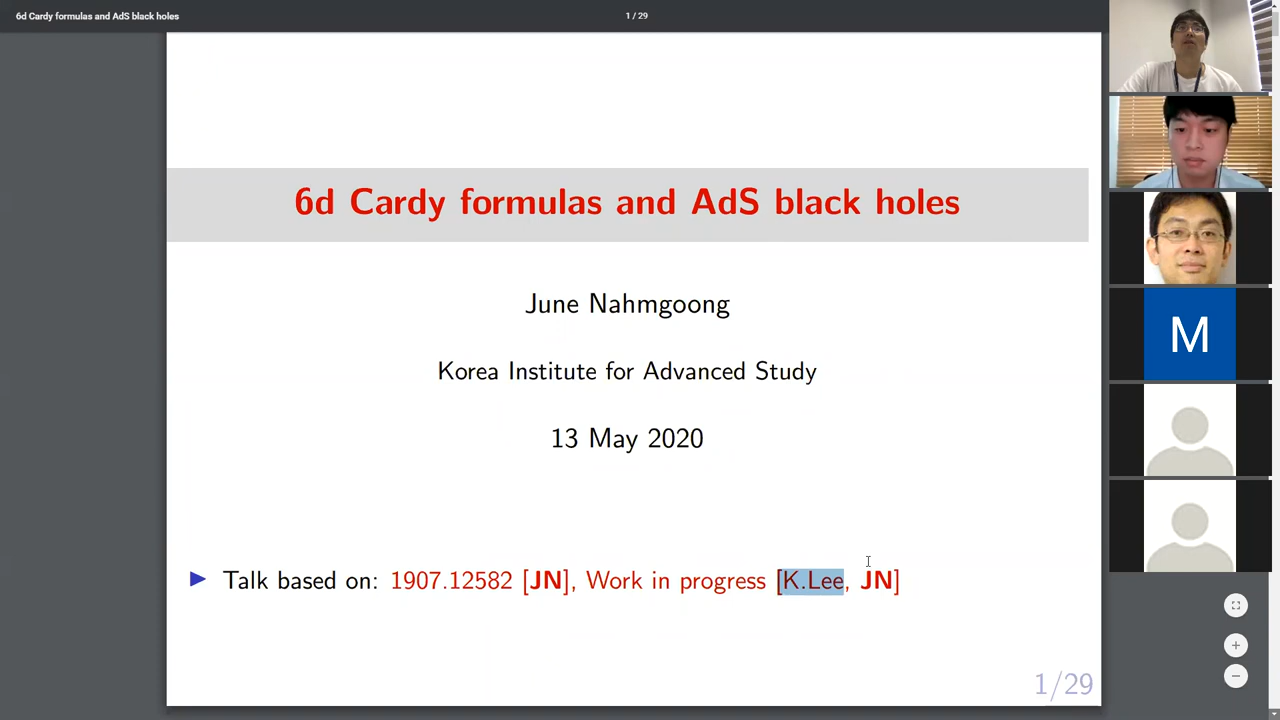 6d Cardy formulas and AdS black holes
1 / 29
6d Cardy formulas and AdS black holes
June Nahmgoong
Korea Institute for Advanced Study
13 May 2020
Talk based on: 1907.12582 [JN], Work in progress [K.Lee, JN]
1/29
M